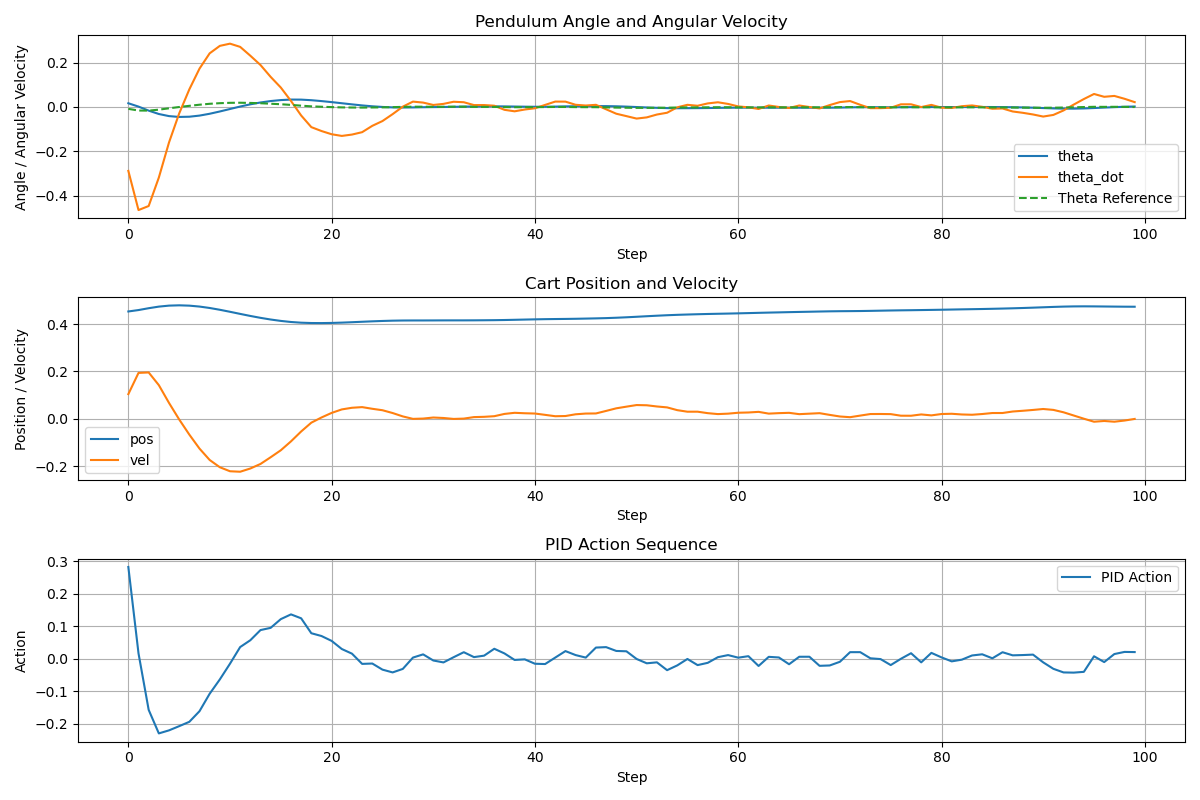 Pendulum Angle and Angular Velocity
Angle / Angular Velocity
0.2
0.0
−0.2
−0.4
theta
theta_dot
Theta Reference
0 20 40 60 80 100
Step
Cart Position and Velocity
Position / Velocity
0.4
0.2
0.0
−0.2
pos
vel
0 20 40 60 80 100
Step
PID Action Sequence
Action
0.3
0.2
0.1
0.0
−0.1
−0.2
PID Action
0 20 40 60 80 100
Step